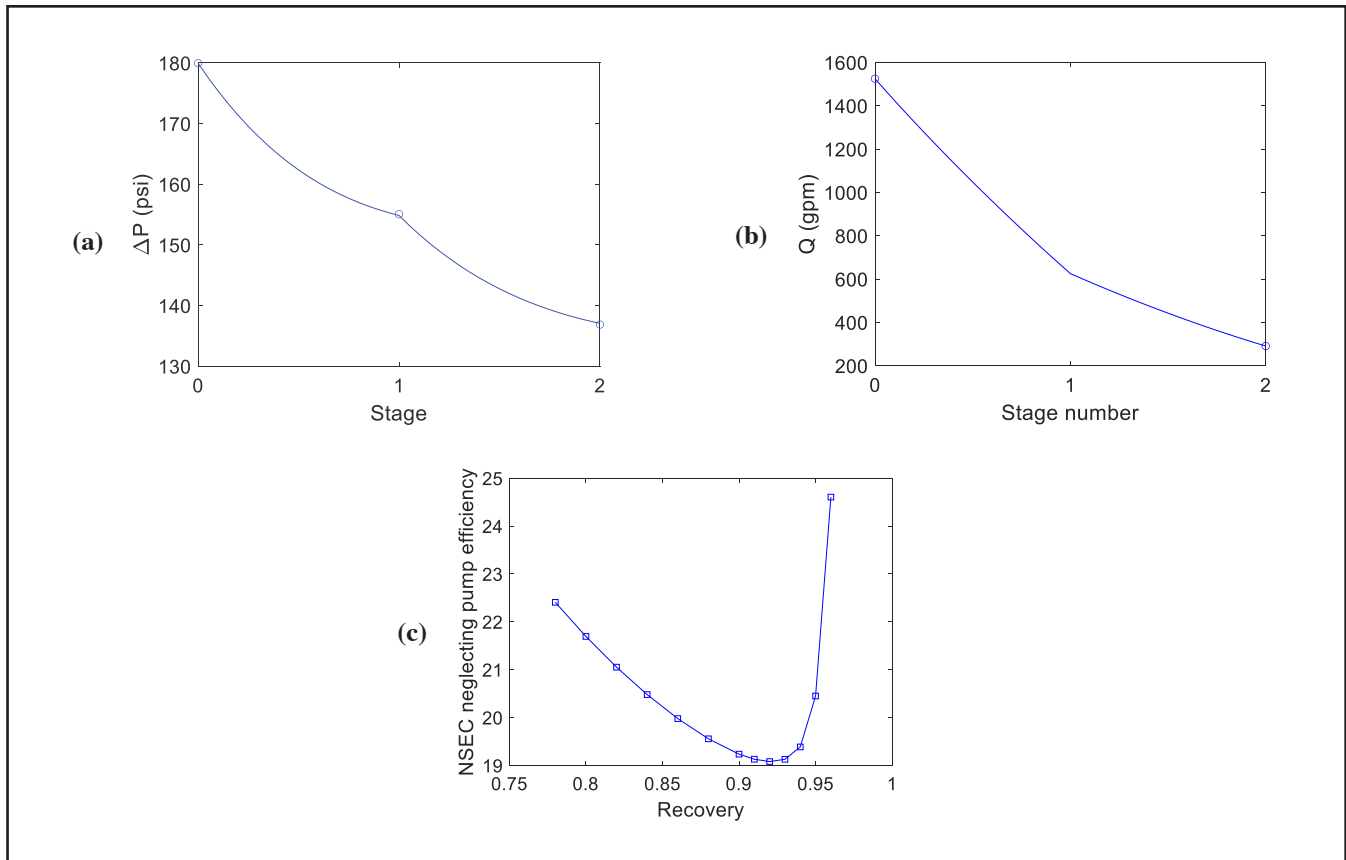 (a)
ΔP (psi)
180
170
160
150
140
130
0 1 2
Stage
(b)
Q (gpm)
1600
1400
1200
1000
800
600
400
200
0 1 2
Stage number
(c)
NSEC neglecting pump efficiency
25
24
23
22
21
20
19
0.75 0.8 0.85 0.9 0.95 1
Recovery